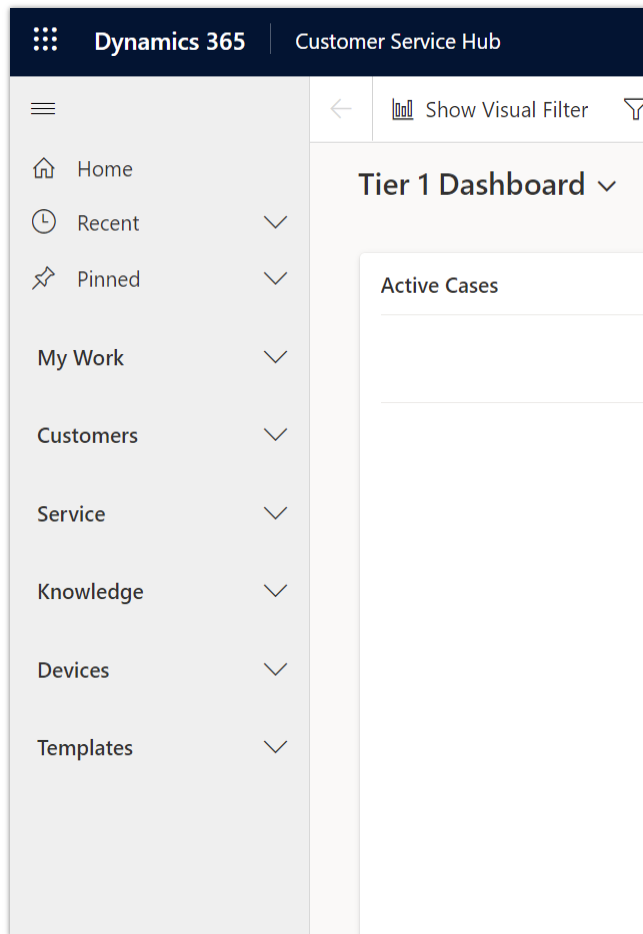 Dynamics 365
Customer Service Hub
Home
Recent
Pinned
My Work
Customers
Service
Knowledge
Devices
Templates
Show Visual Filter
Tier 1 Dashboard
Active Cases